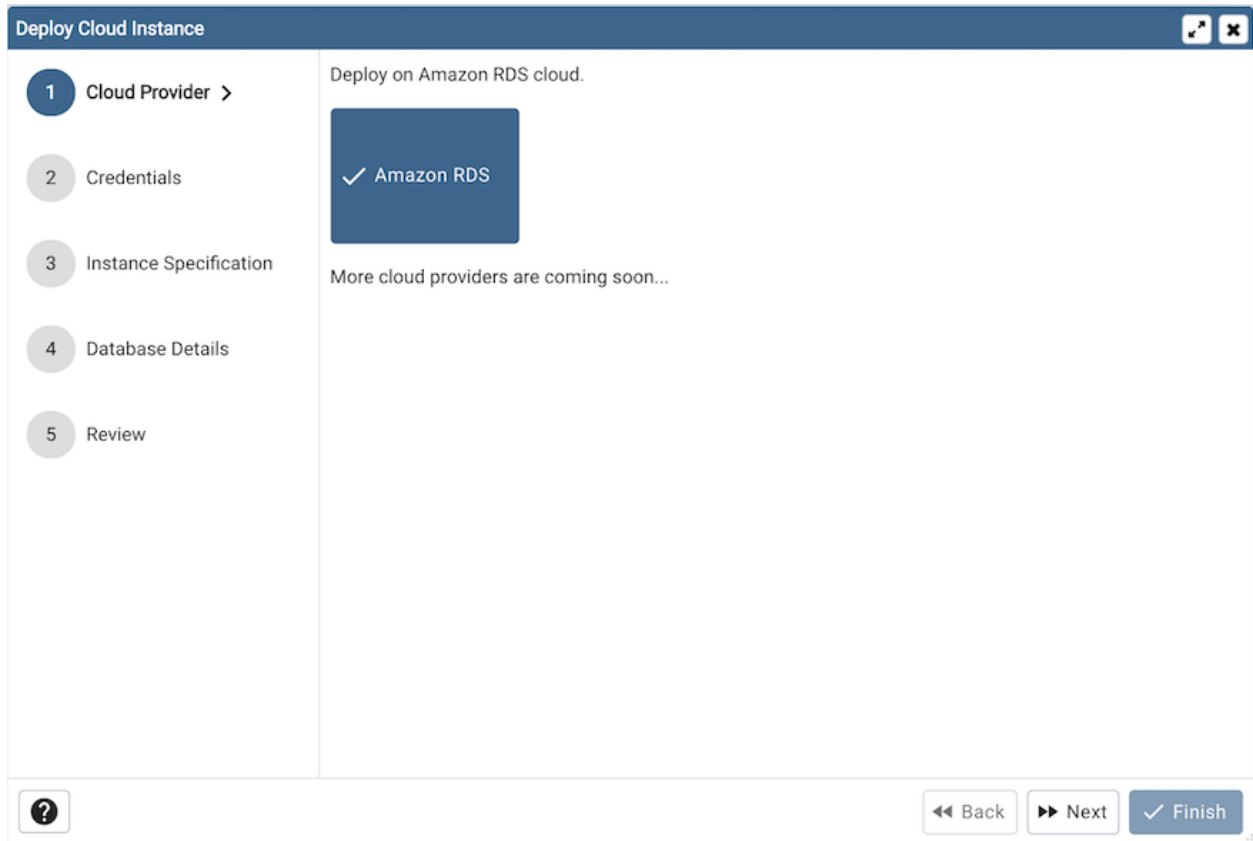 Deploy Cloud Instance
1 Cloud Provider
2 Credentials
3 Instance Specification
4 Database Details
5 Review
Deploy on Amazon RDS cloud.
Amazon RDS
More cloud providers are coming soon...
? Back Next Finish